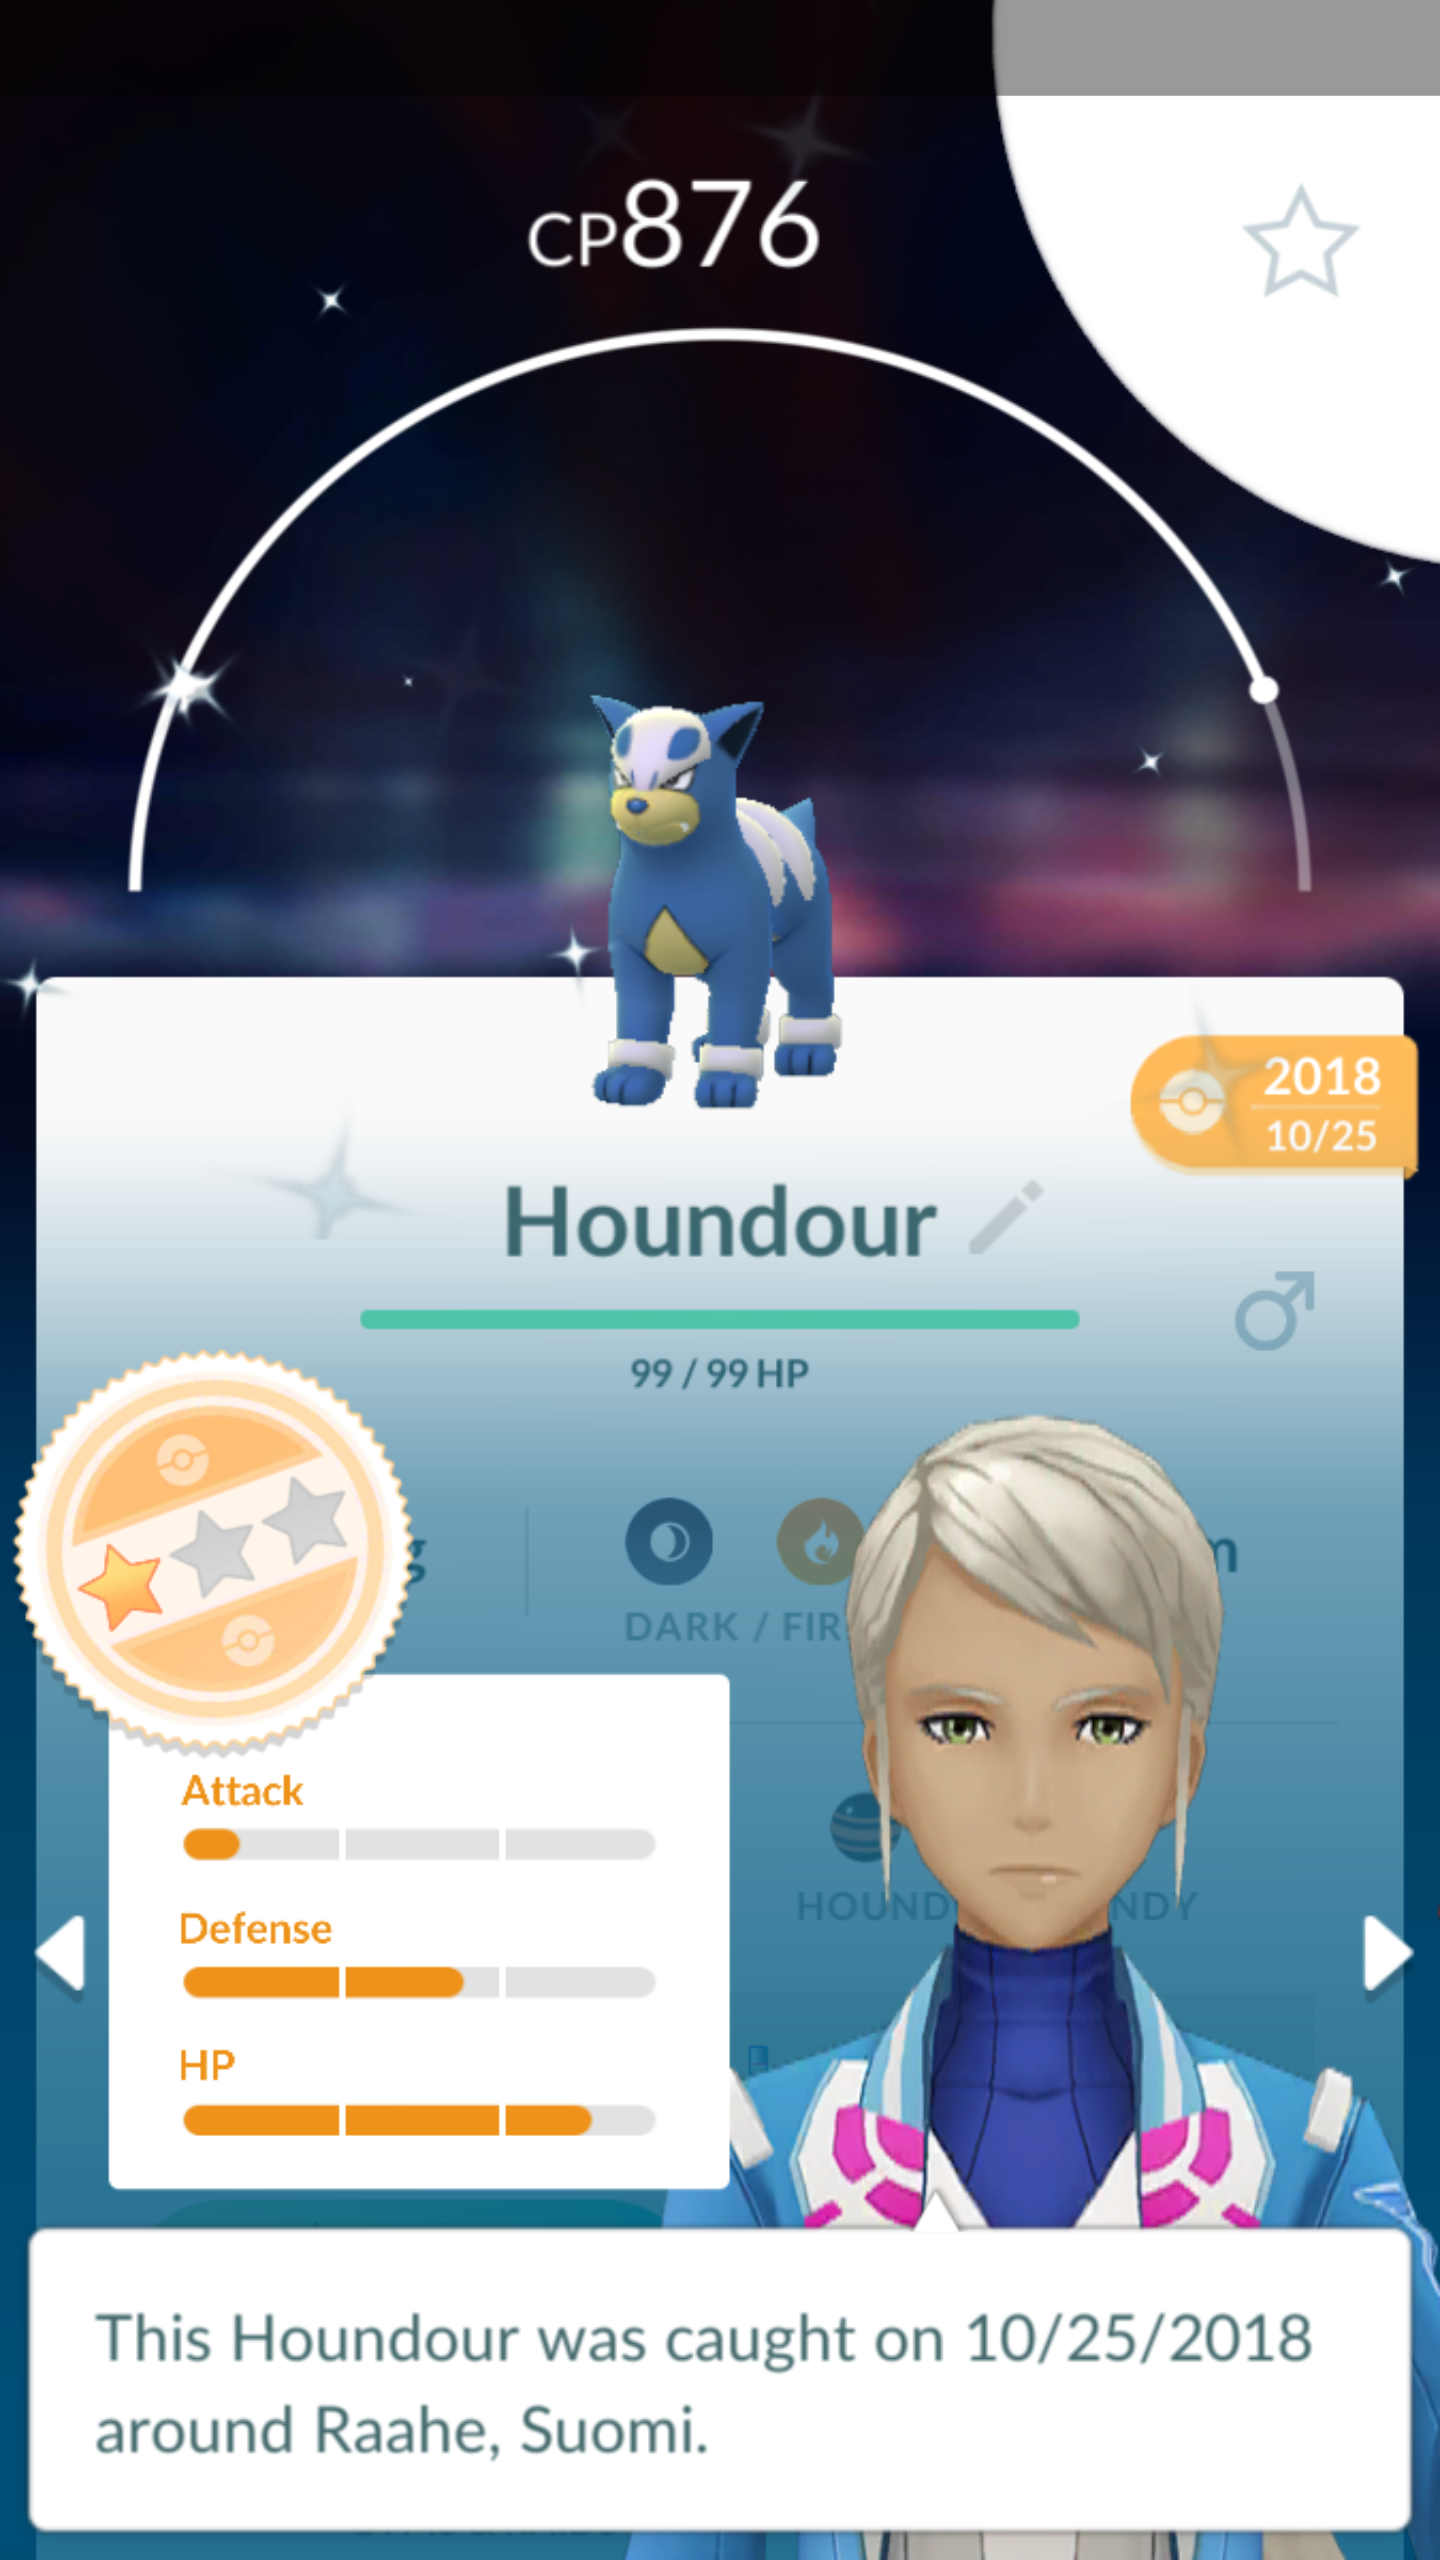 CP876
2018
10/25
Houndour
99 / 99 HP
DARK / FIR
Attack
Defense
HP
This Houndour was caught on 10/25/2018
around Raahe, Suomi.